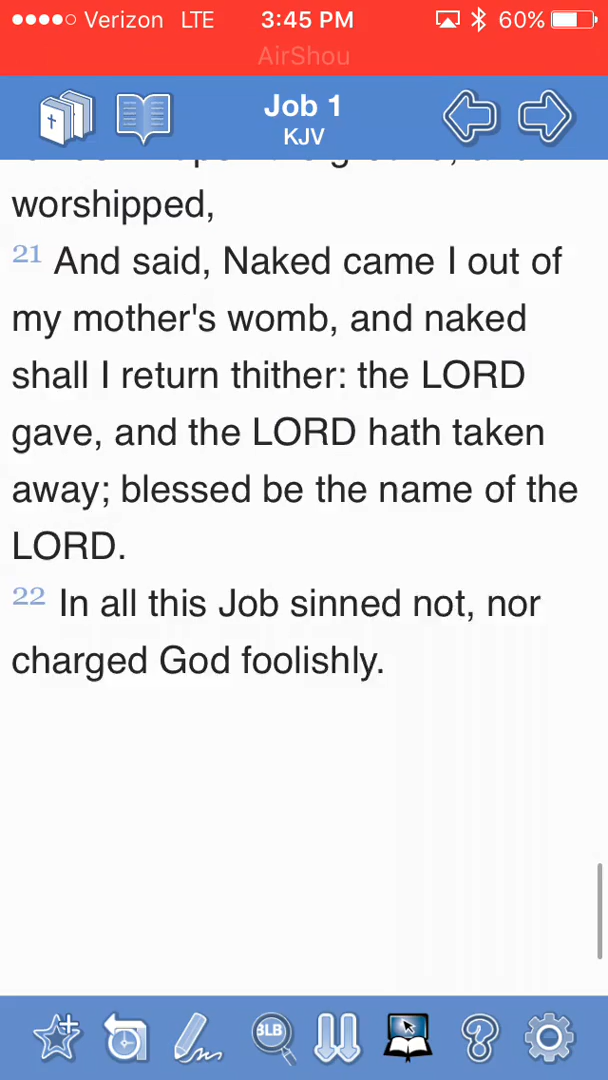 Verizon LTE 3:45 PM 60%
AirShou
Job 1
KJV
worshipped,
21 And said, Naked came I out of
my mother's womb, and naked
shall I return thither: the LORD
gave, and the LORD hath taken
away; blessed be the name of the
LORD.
22 In all this Job sinned not, nor
charged God foolishly.
BLB